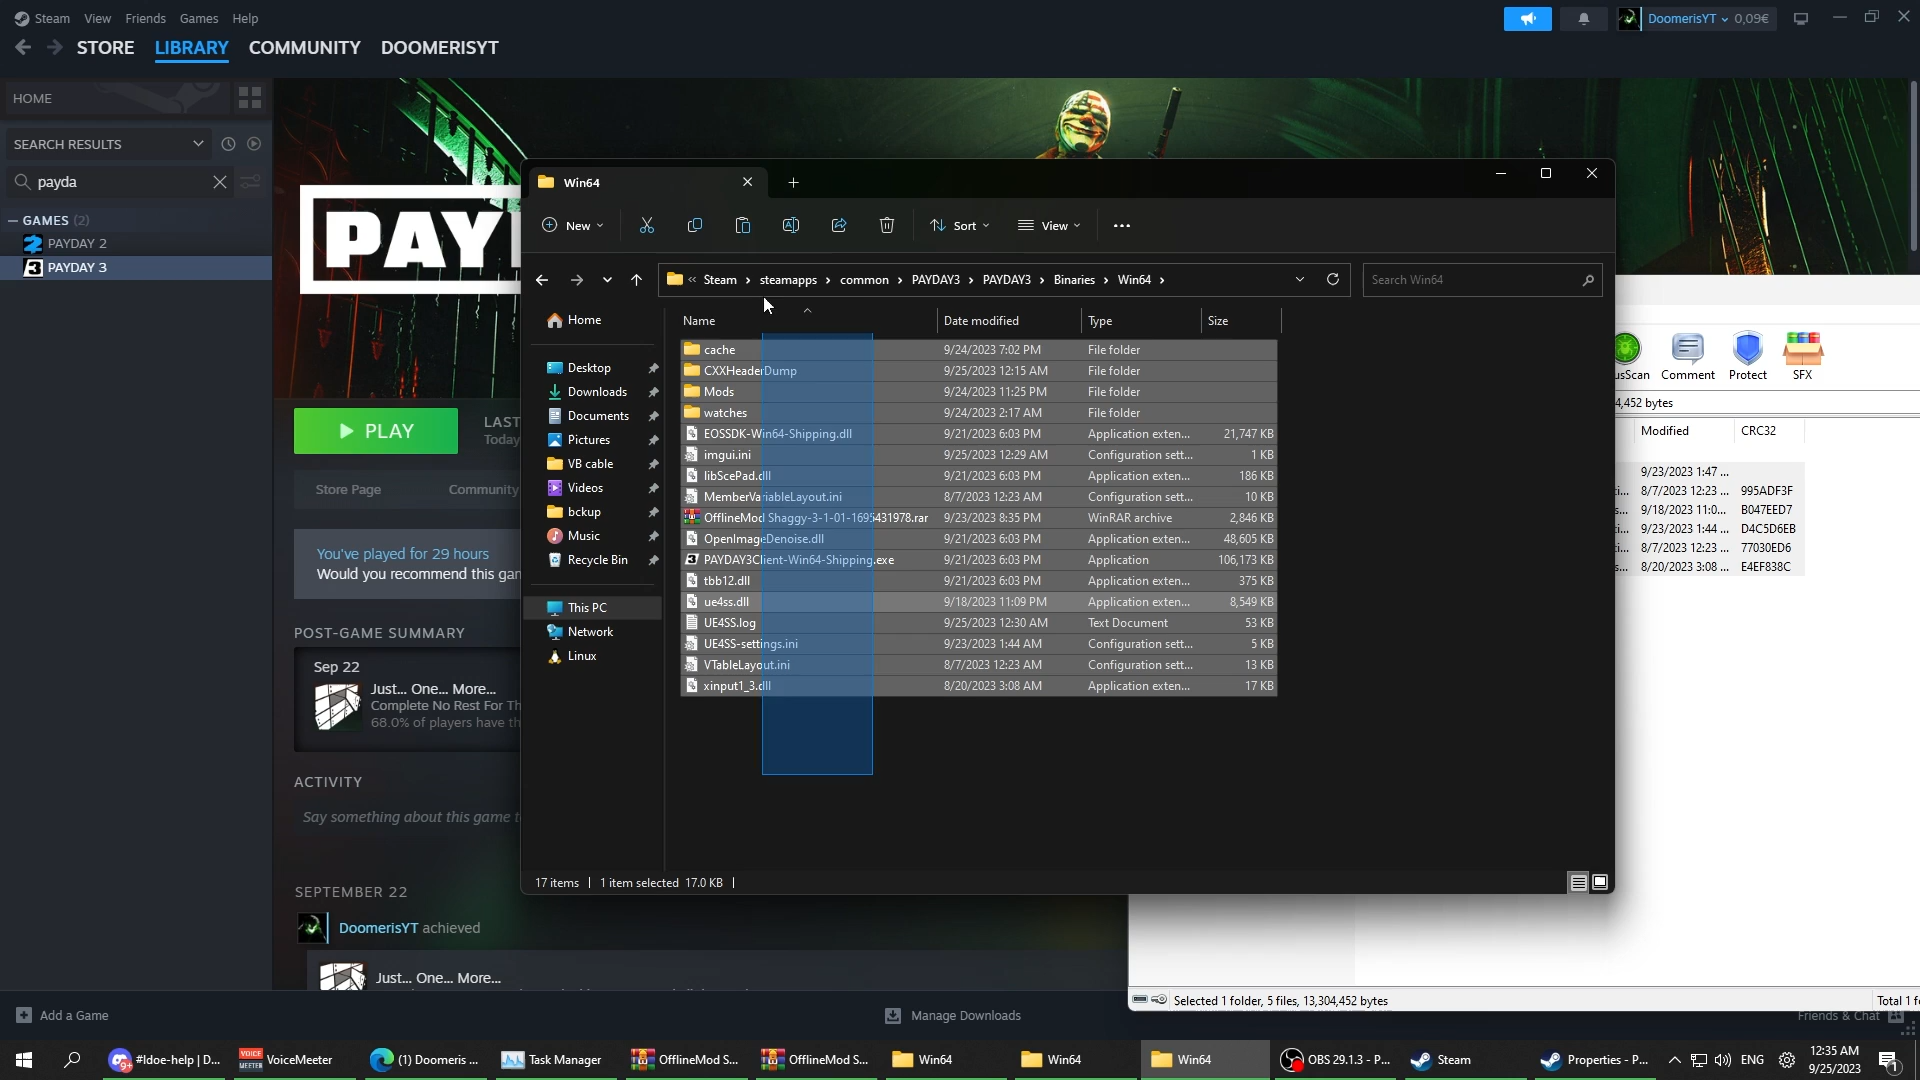 Steam View Friends Games Help
DoomerisYT 0,09€
STORE LIBRARY COMMUNITY DOOMERISYT
HOME
SEARCH RESULTS
payda
GAMES (2)
PAYDAY 2
PAYDAY 3
PAY
PLAY
LAST
Today
Store Page Community
You've played for 29 hours
Would you recommend this gan
POST-GAME SUMMARY
Sep 22
Just... One... More...
Complete No Rest For Th
68.0% of players have th
ACTIVITY
Say something about this game t
SEPTEMBER 22
DoomerisYT achieved
Just... One... More...
Win64
New Sort View
« Steam › steamapps › common › PAYDAY3 › PAYDAY3 › Binaries › Win64 ›
Search Win64
Home
Desktop
Downloads
Documents
Pictures
VB cable
Videos
bckup
Music
Recycle Bin
This PC
Network
Linux
Name Date modified Type Size
cache 9/24/2023 7:02 PM File folder
CXXHeaderDump 9/25/2023 12:15 AM File folder
Mods 9/24/2023 11:25 PM File folder
watches 9/24/2023 2:17 AM File folder
EOSSDK-Win64-Shipping.dll 9/21/2023 6:03 PM Application exten... 21,747 KB
imgui.ini 9/25/2023 12:29 AM Configuration sett... 1 KB
libScePad.dll 9/21/2023 6:03 PM Application exten... 186 KB
MemberVariableLayout.ini 8/7/2023 12:23 AM Configuration sett... 10 KB
OfflineMod Shaggy-3-1-01-1695431978.rar 9/23/2023 8:35 PM WinRAR archive 2,846 KB
OpenImageDenoise.dll 9/21/2023 6:03 PM Application exten... 48,605 KB
PAYDAY3Client-Win64-Shipping.exe 9/21/2023 6:03 PM Application 106,173 KB
tbb12.dll 9/21/2023 6:03 PM Application exten... 375 KB
ue4ss.dll 9/18/2023 11:09 PM Application exten... 8,549 KB
UE4SS.log 9/25/2023 12:30 AM Text Document 53 KB
UE4SS-settings.ini 9/23/2023 1:44 AM Configuration sett... 5 KB
VTableLayout.ini 8/7/2023 12:23 AM Configuration sett... 13 KB
xinput1_3.dll 8/20/2023 3:08 AM Application exten... 17 KB
17 items 1 item selected 17.0 KB
usScan Comment Protect SFX
4,452 bytes
Modified CRC32
9/23/2023 1:47 ...
8/7/2023 12:23 ... 995ADF3F
9/18/2023 11:0... B047EED7
9/23/2023 1:44 ... D4C5D6EB
8/7/2023 12:23 ... 77030ED6
8/20/2023 3:08 ... E4EF838C
Selected 1 folder, 5 files, 13,304,452 bytes
Total 1 f
Add a Game
Manage Downloads
Friends & Chat
#ldoe-help | D... VoiceMeeter (1) Doomeris ... Task Manager OfflineMod S... OfflineMod S... Win64 Win64 Win64 OBS 29.1.3 - P... Steam Properties - P... ENG
12:35 AM
9/25/2023